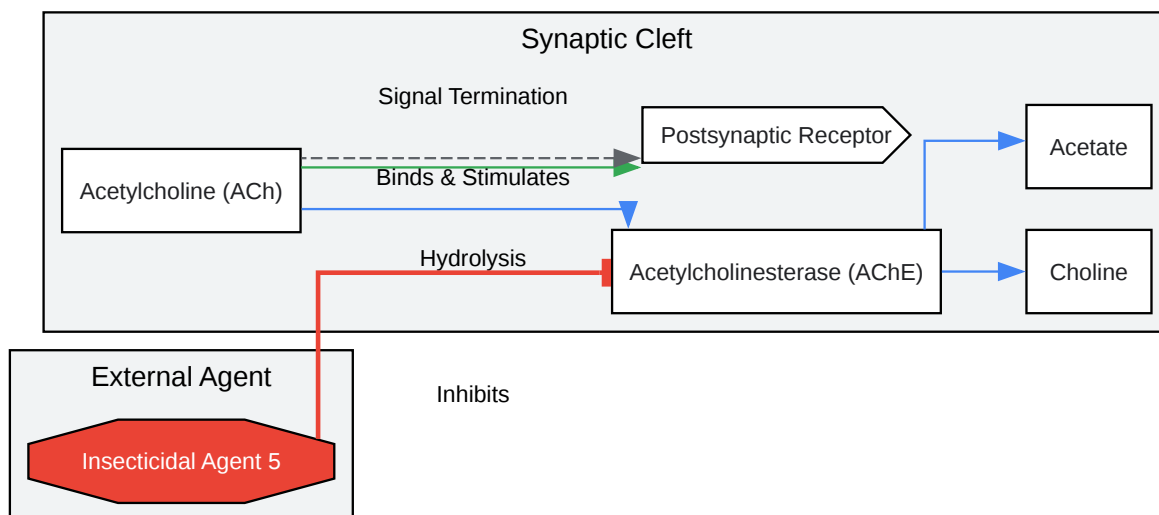 Synaptic Cleft
Signal Termination
Postsynaptic Receptor
Acetate
Acetylcholine (ACh)
Binds & Stimulates
Hydrolysis
Acetylcholinesterase (AChE)
Choline
External Agent
Inhibits
Insecticidal Agent 5